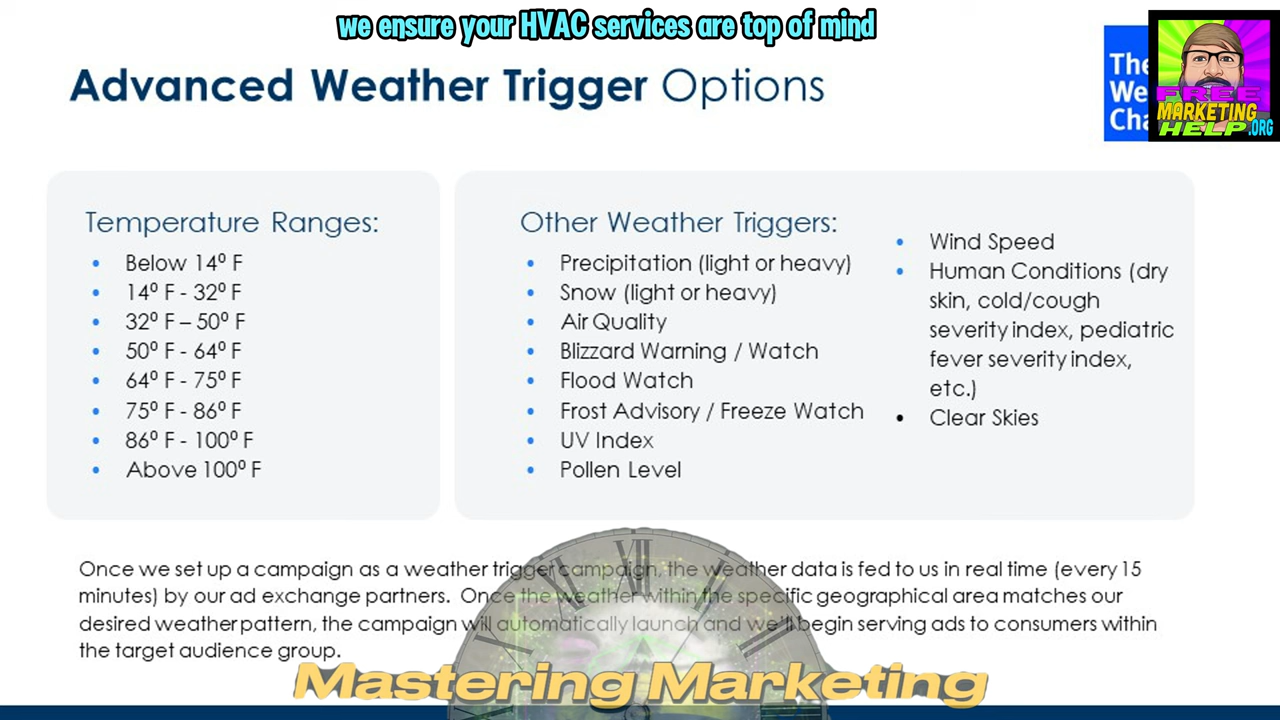 we ensure your HVAC services are top of mind
Advanced Weather Trigger Options
The
We
Cha
FREE
MARKETING
HELP.ORG
Temperature Ranges:
• Below 14⁰ F
• 14⁰ F - 32⁰ F
• 32⁰ F – 50⁰ F
• 50⁰ F - 64⁰ F
• 64⁰ F - 75⁰ F
• 75⁰ F - 86⁰ F
• 86⁰ F - 100⁰ F
• Above 100⁰ F
Other Weather Triggers:
• Precipitation (light or heavy)
• Snow (light or heavy)
• Air Quality
• Blizzard Warning / Watch
• Flood Watch
• Frost Advisory / Freeze Watch
• UV Index
• Pollen Level
• Wind Speed
• Human Conditions (dry
skin, cold/cough
severity index, pediatric
fever severity index,
etc.)
• Clear Skies
Once we set up a campaign as a weather trigger campaign, the weather data is fed to us in real time (every 15
minutes) by our ad exchange partners. Once the weather within the specific geographical area matches our
desired weather pattern, the campaign will automatically launch and we'll begin serving ads to consumers within
the target audience group.
Mastering Marketing